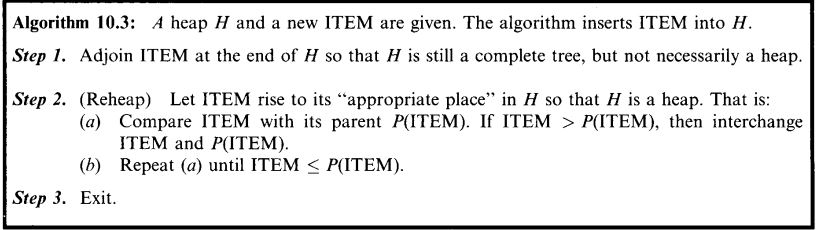 Algorithm 10.3: A heap H and a new ITEM are given. The algorithm inserts ITEM into H.
Step 1. Adjoin ITEM at the end of H so that H is still a complete tree, but not necessarily a heap.
Step 2. (Reheap) Let ITEM rise to its “appropriate place” in H so that H is a heap. That is:
(a) Compare ITEM with its parent P(ITEM). If ITEM > P(ITEM), then interchange
ITEM and P(ITEM).
(b) Repeat (a) until ITEM ≤ P(ITEM).
Step 3. Exit.